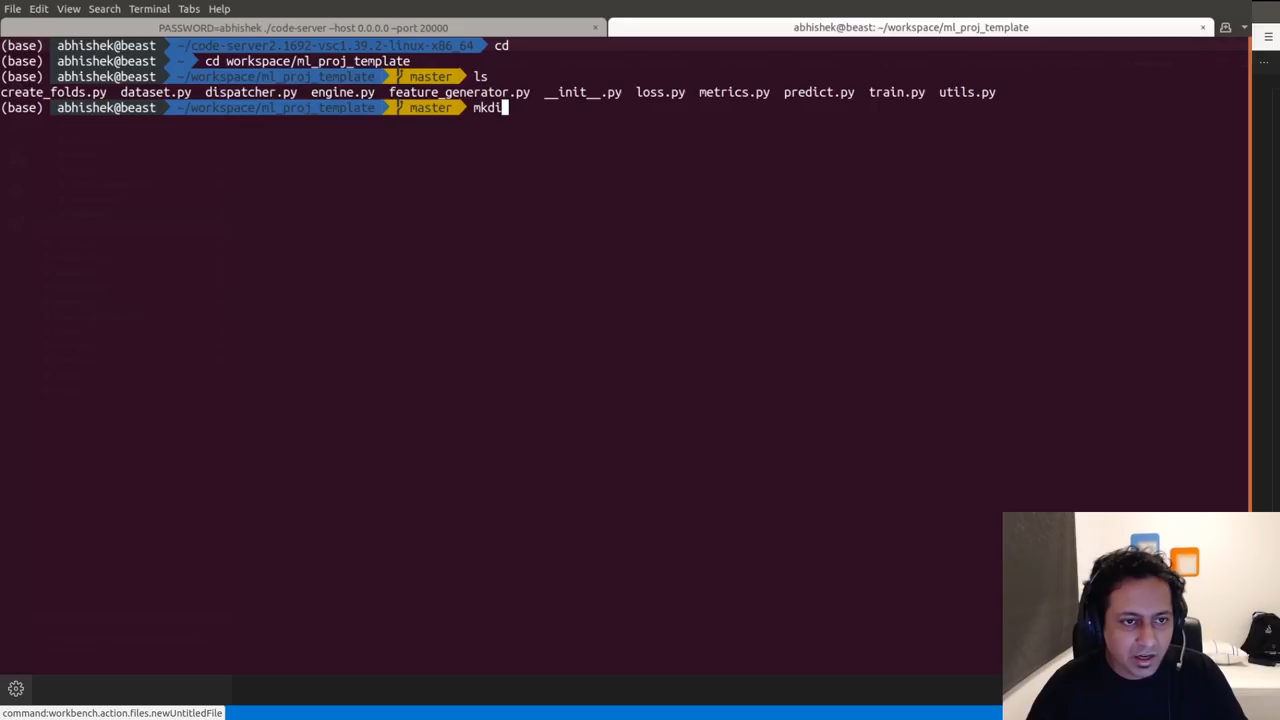 File Edit View Search Terminal Tabs Help
PASSWORD=abhishek ./code-server --host 0.0.0.0 --port 20000 ×
abhishek@beast: ~/workspace/ml_proj_template ×
(base) abhishek@beast ~/code-server2.1692-vsc1.39.2-linux-x86_64 cd
(base) abhishek@beast ~ cd workspace/ml_proj_template
(base) abhishek@beast ~/workspace/ml_proj_template master ls
create_folds.py dataset.py dispatcher.py engine.py feature_generator.py __init__.py loss.py metrics.py predict.py train.py utils.py
(base) abhishek@beast ~/workspace/ml_proj_template master mkdi
command:workbench.action.files.newUntitledFile